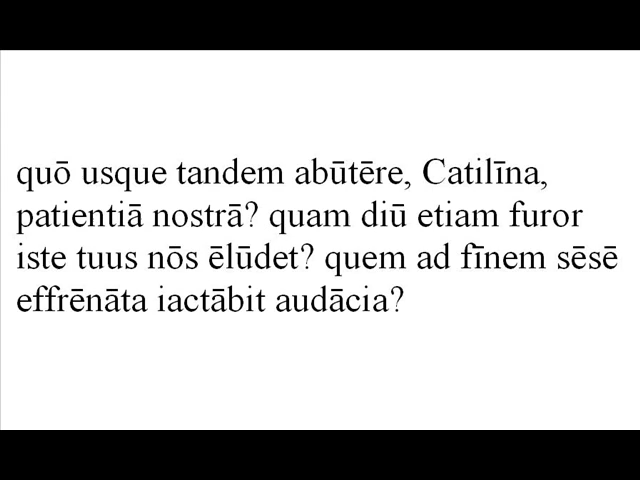 quō usque tandem abūtēre, Catilīna,
patientiā nostrā? quam diū etiam furor
iste tuus nōs ēlūdet? quem ad fīnem sēsē
effrēnāta iactābit audācia?